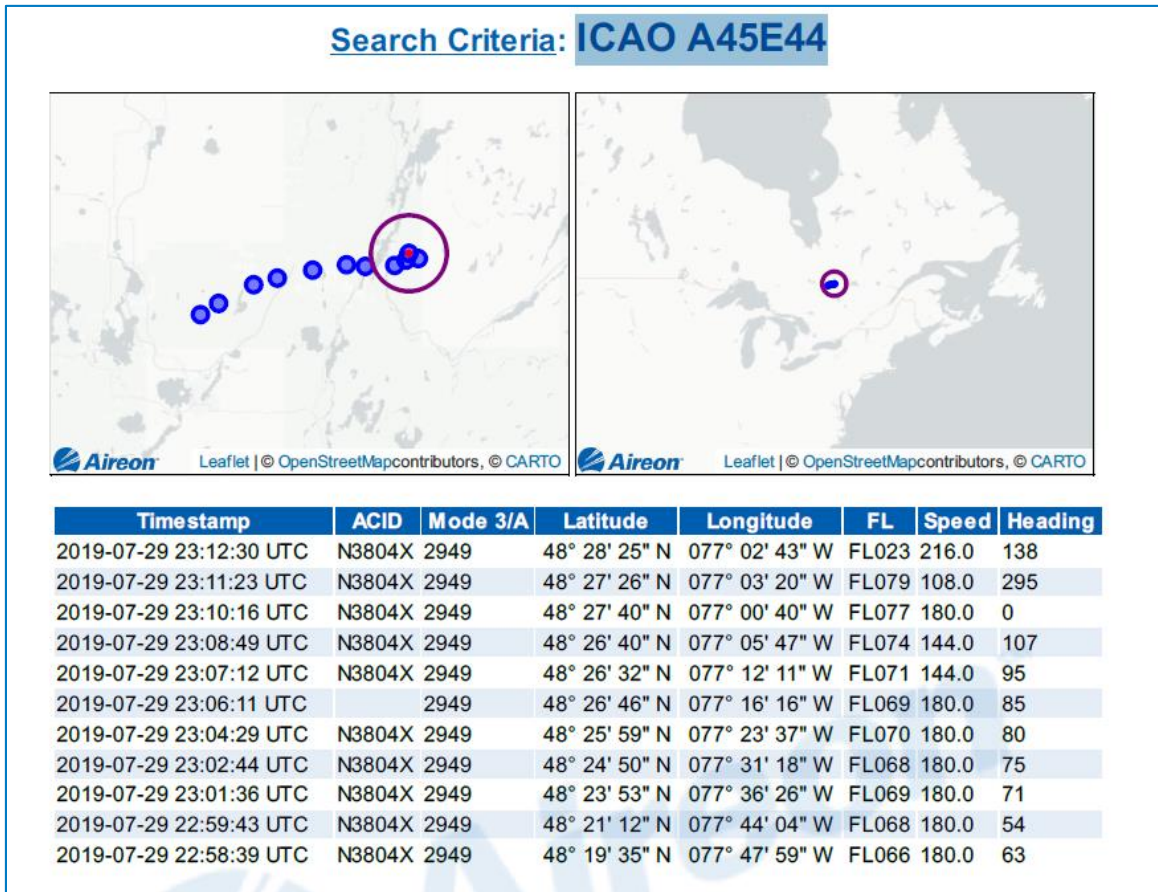 Search Criteria: ICAO A45E44
Aireon Leaflet | © OpenStreetMapcontributors, © CARTO
Aireon Leaflet | © OpenStreetMapcontributors, © CARTO
Timestamp ACID Mode 3/A Latitude Longitude FL Speed Heading
2019-07-29 23:12:30 UTC N3804X 2949 48° 28' 25" N 077° 02' 43" W FL023 216.0 138
2019-07-29 23:11:23 UTC N3804X 2949 48° 27' 26" N 077° 03' 20" W FL079 108.0 295
2019-07-29 23:10:16 UTC N3804X 2949 48° 27' 40" N 077° 00' 40" W FL077 180.0 0
2019-07-29 23:08:49 UTC N3804X 2949 48° 26' 40" N 077° 05' 47" W FL074 144.0 107
2019-07-29 23:07:12 UTC N3804X 2949 48° 26' 32" N 077° 12' 11" W FL071 144.0 95
2019-07-29 23:06:11 UTC 2949 48° 26' 46" N 077° 16' 16" W FL069 180.0 85
2019-07-29 23:04:29 UTC N3804X 2949 48° 25' 59" N 077° 23' 37" W FL070 180.0 80
2019-07-29 23:02:44 UTC N3804X 2949 48° 24' 50" N 077° 31' 18" W FL068 180.0 75
2019-07-29 23:01:36 UTC N3804X 2949 48° 23' 53" N 077° 36' 26" W FL069 180.0 71
2019-07-29 22:59:43 UTC N3804X 2949 48° 21' 12" N 077° 44' 04" W FL068 180.0 54
2019-07-29 22:58:39 UTC N3804X 2949 48° 19' 35" N 077° 47' 59" W FL066 180.0 63
Aireon